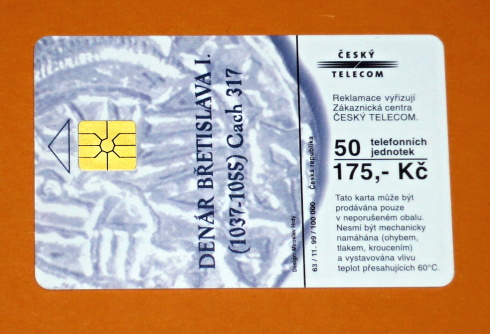 DENÁR BŘETISLAVA I.
(1037-1055) Cach 317
ČESKÝ
TELECOM
Reklamace vyřizují
Zákaznická centra
ČESKÝ TELECOM.
50 telefonních
jednotek
175,- Kč
Tato karta může být
prodávána pouze
v neporušeném obalu.
Nesmí být mechanicky
namáhána (ohybem,
tlakem, kroucením)
a vystavována vlivu
teplot přesahujících 60°C.
63 / 11. 99 / 100 000 Česká republika